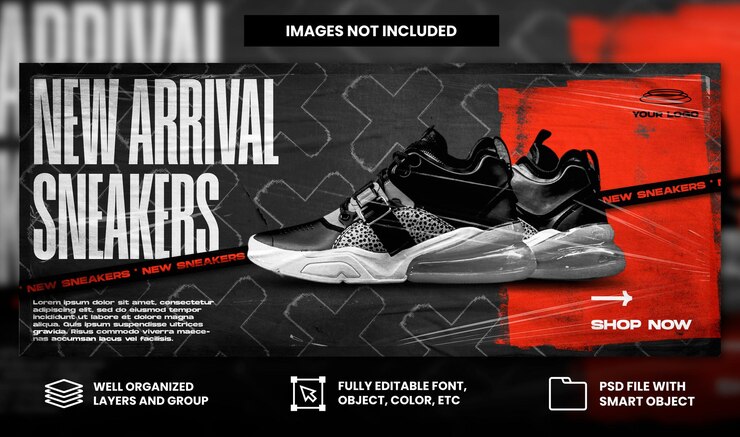 IMAGES NOT INCLUDED
NEW ARRIVAL
SNEAKERS
YOUR LOGO
NEW SNEAKERS *
NEW SNEAKERS * NEW SNEAKERS
Lorem ipsum dolor sit amet, consectetur
adipiscing elit, sed do eiusmod tempor
incididunt ut labore et dolore magna
aliqua. Quis ipsum suspendisse ultrices
gravida. Risus commodo viverra maece-
nas accumsan lacus vel facilisis.
SHOP NOW
WELL ORGANIZED
LAYERS AND GROUP
FULLY EDITABLE FONT,
OBJECT, COLOR, ETC
PSD FILE WITH
SMART OBJECT